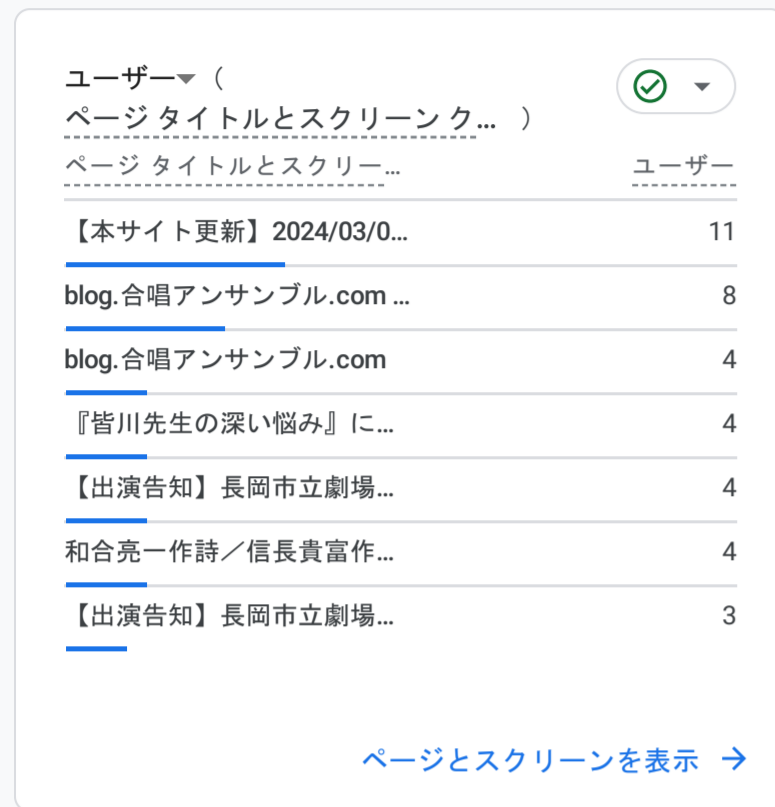 ユーザー （
ページ タイトルとスクリーン ク... ）
ページ タイトルとスクリー... ユーザー
【本サイト更新】2024/03/0... 11
blog.合唱アンサンブル.com ... 8
blog.合唱アンサンブル.com 4
『皆川先生の深い悩み』に... 4
【出演告知】長岡市立劇場... 4
和合亮一作詩／信長貴富作... 4
【出演告知】長岡市立劇場... 3
ページとスクリーンを表示